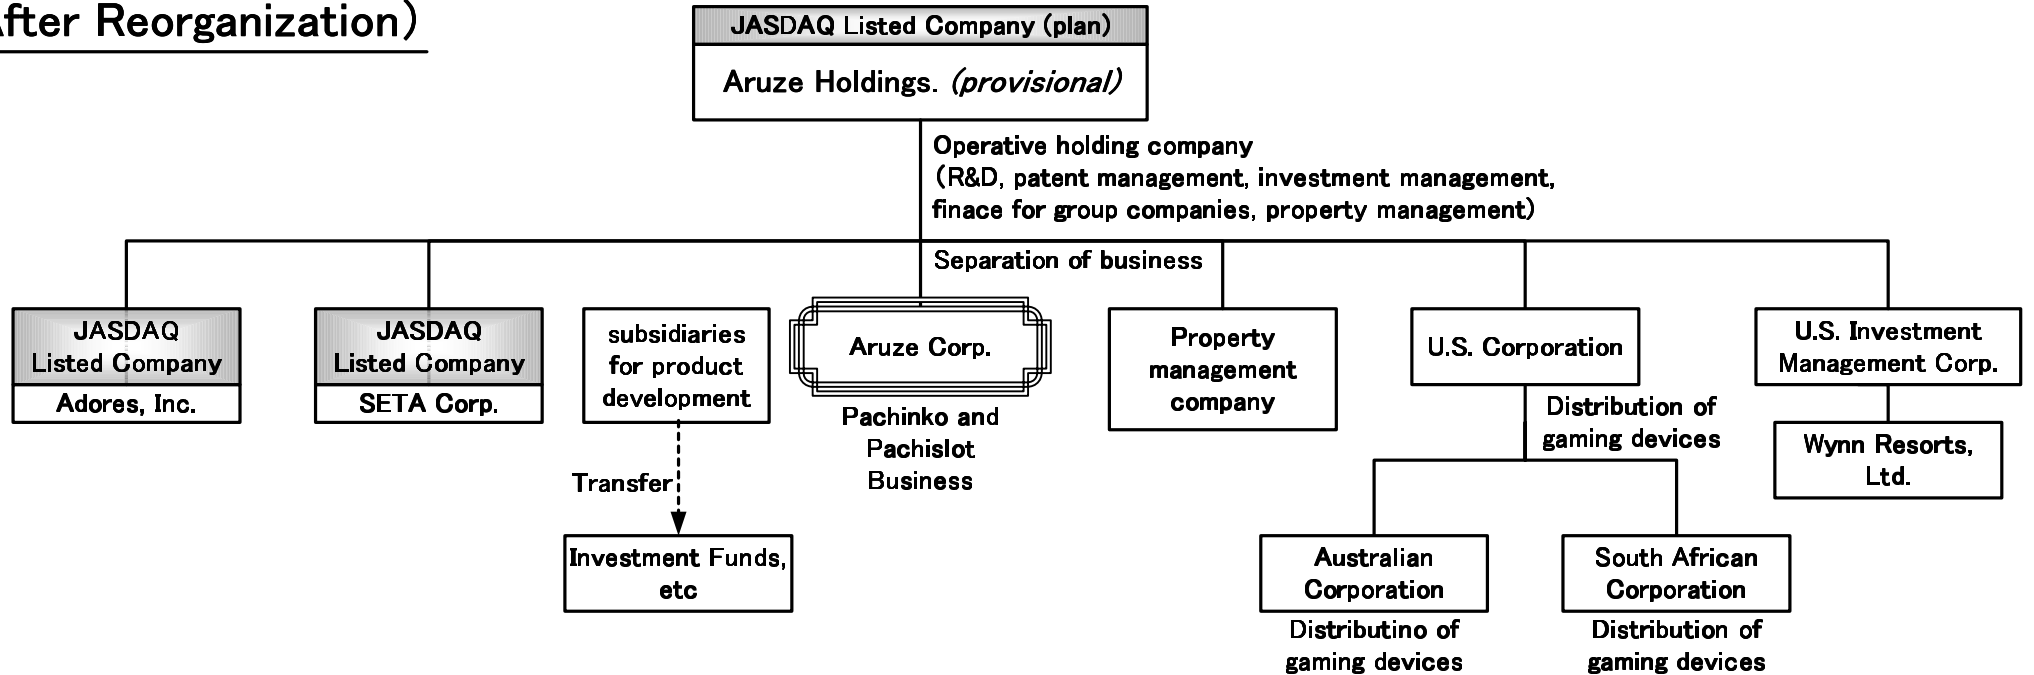 After Reorganization）
JASDAQ Listed Company (plan)
Aruze Holdings. (provisional)
Operative holding company
（R&D, patent management, investment management,
finace for group companies, property management）
Separation of business
JASDAQ
Listed Company
Adores, Inc.
JASDAQ
Listed Company
SETA Corp.
subsidiaries
for product
development
Transfer
Investment Funds,
etc
Aruze Corp.
Pachinko and
Pachislot
Business
Property
management
company
U.S. Corporation
Distribution of
gaming devices
U.S. Investment
Management Corp.
Wynn Resorts,
Ltd.
Australian
Corporation
Distributino of
gaming devices
South African
Corporation
Distribution of
gaming devices